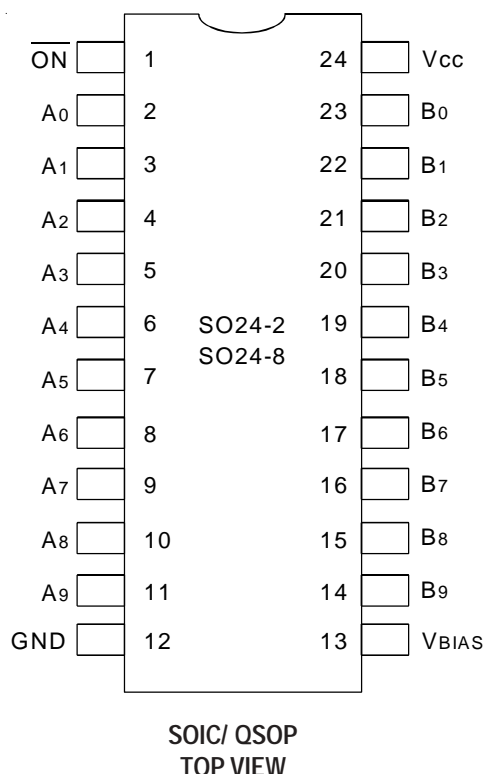 ON 1 24 Vcc
A0 2 23 B0
A1 3 22 B1
A2 4 21 B2
A3 5 20 B3
A4 6 SO24-2 19 B4
SO24-8
A5 7 18 B5
A6 8 17 B6
A7 9 16 B7
A8 10 15 B8
A9 11 14 B9
GND 12 13 VBIAS
SOIC/ QSOP
TOP VIEW